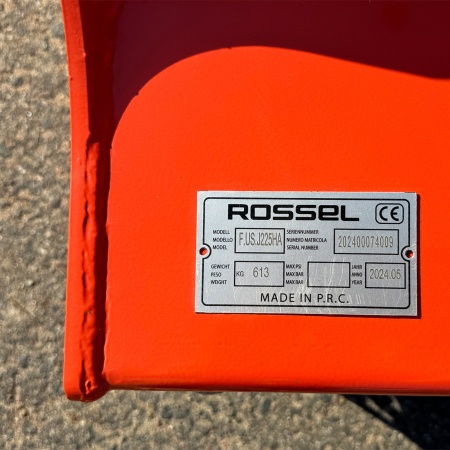 ROSSEL CE
MODELL
MODELLO
MODEL
F.US.J225HA
SERIENNUMMER
NUMERO MATRICOLA
SERIAL NUMBER
202400074009
GEWICHT
PESO
WEIGHT
KG 613
MAX.PSI
MAX BAR
MAX.BAR
JAHR
ANNO
YEAR
2024.05
MADE IN P.R.C.